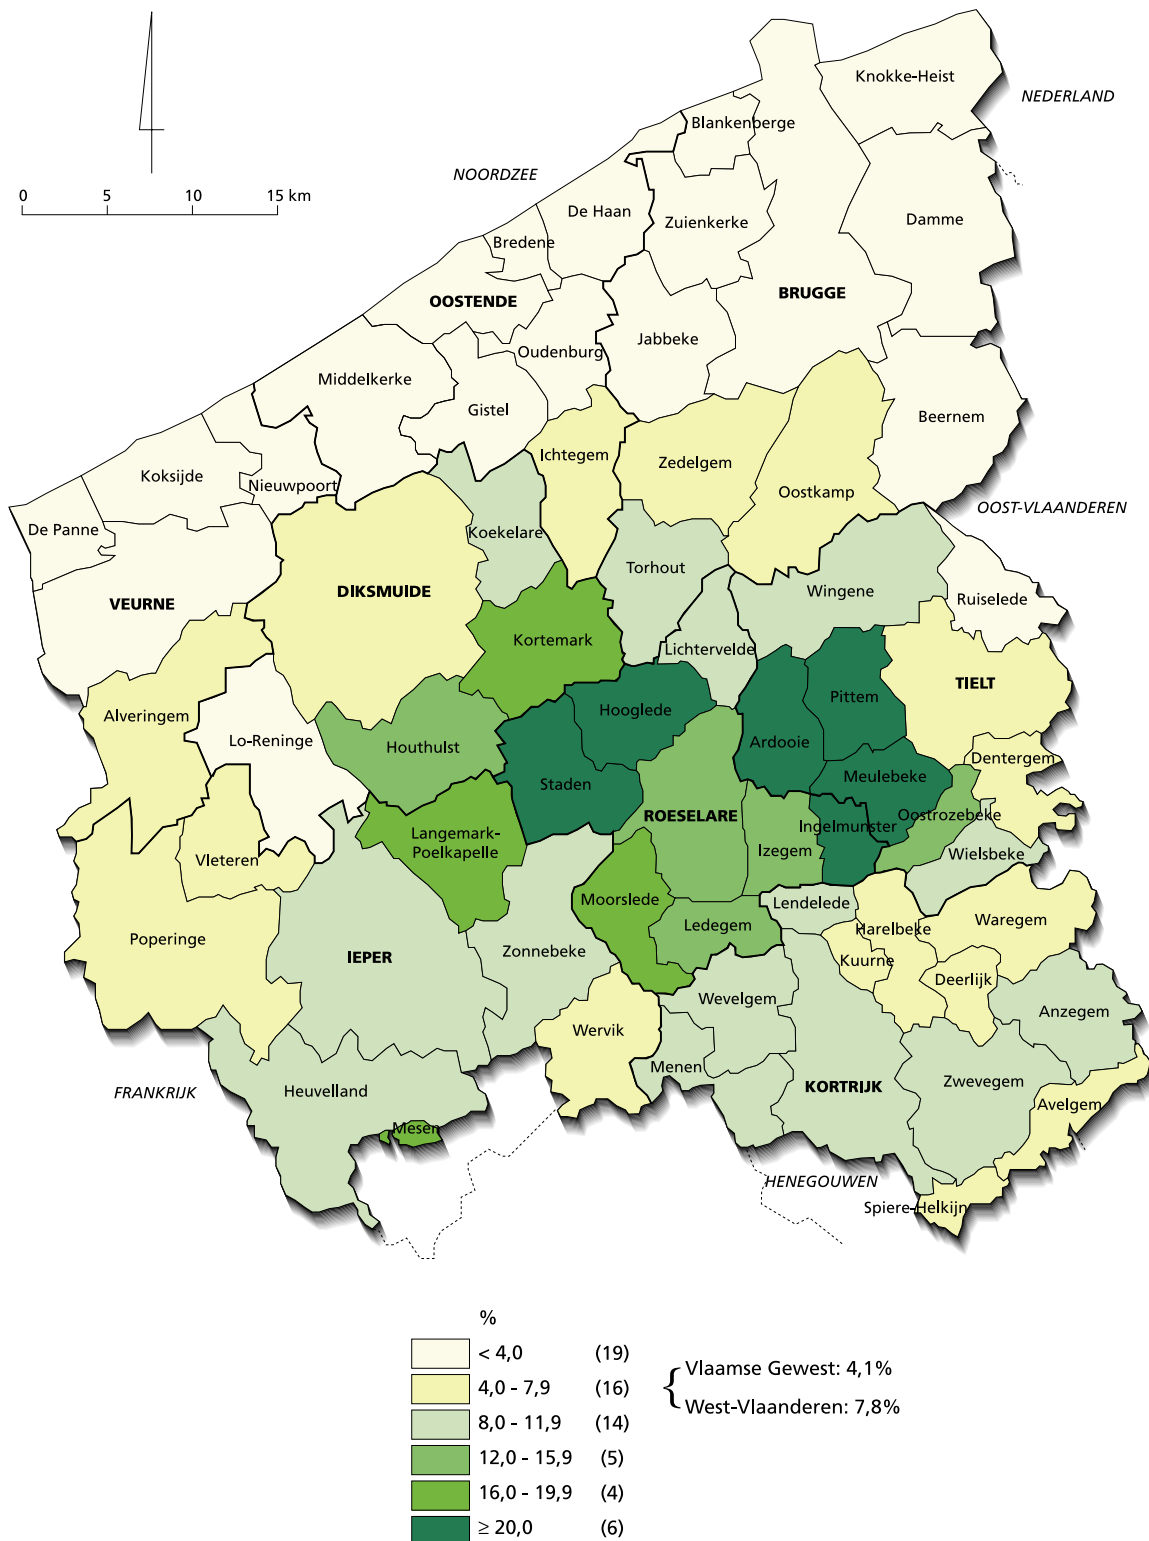 Knokke-Heist
NEDERLAND
Blankenberge
NOORDZEE
0 5 10 15 km
De Haan
Zuienkerke
Damme
Bredene
OOSTENDE
BRUGGE
Jabbeke
Oudenburg
Middelkerke
Gistel
Beernem
Ichtegem
Zedelgem
Koksijde
Nieuwpoort
Oostkamp
OOST-VLAANDEREN
De Panne
Koekelare
Torhout
DIKSMUIDE
Wingene
VEURNE
Ruiselede
Kortemark
Lichtervelde
TIELT
Pittem
Alveringem
Hooglede
Lo-Reninge
Houthulst
Ardooie
Dentergem
Meulebeke
Staden
ROESELARE
Oostrozebeke
Ingelmunster
Langemark-
Poelkapelle
Izegem
Wielsbeke
Vleteren
Moorslede
Lendelede
Waregem
Ledegem
Harelbeke
Poperinge
Zonnebeke
IEPER
Kuurne
Deerlijk
Wevelgem
Anzegem
Wervik
Menen
Zwevegem
KORTRIJK
FRANKRIJK
Heuvelland
Avelgem
Mesen
HENEGOUWEN
Spiere-Helkijn
%
< 4,0 (19)
Vlaamse Gewest: 4,1%
4,0 - 7,9 (16)
West-Vlaanderen: 7,8%
8,0 - 11,9 (14)
12,0 - 15,9 (5)
16,0 - 19,9 (4)
≥ 20,0 (6)